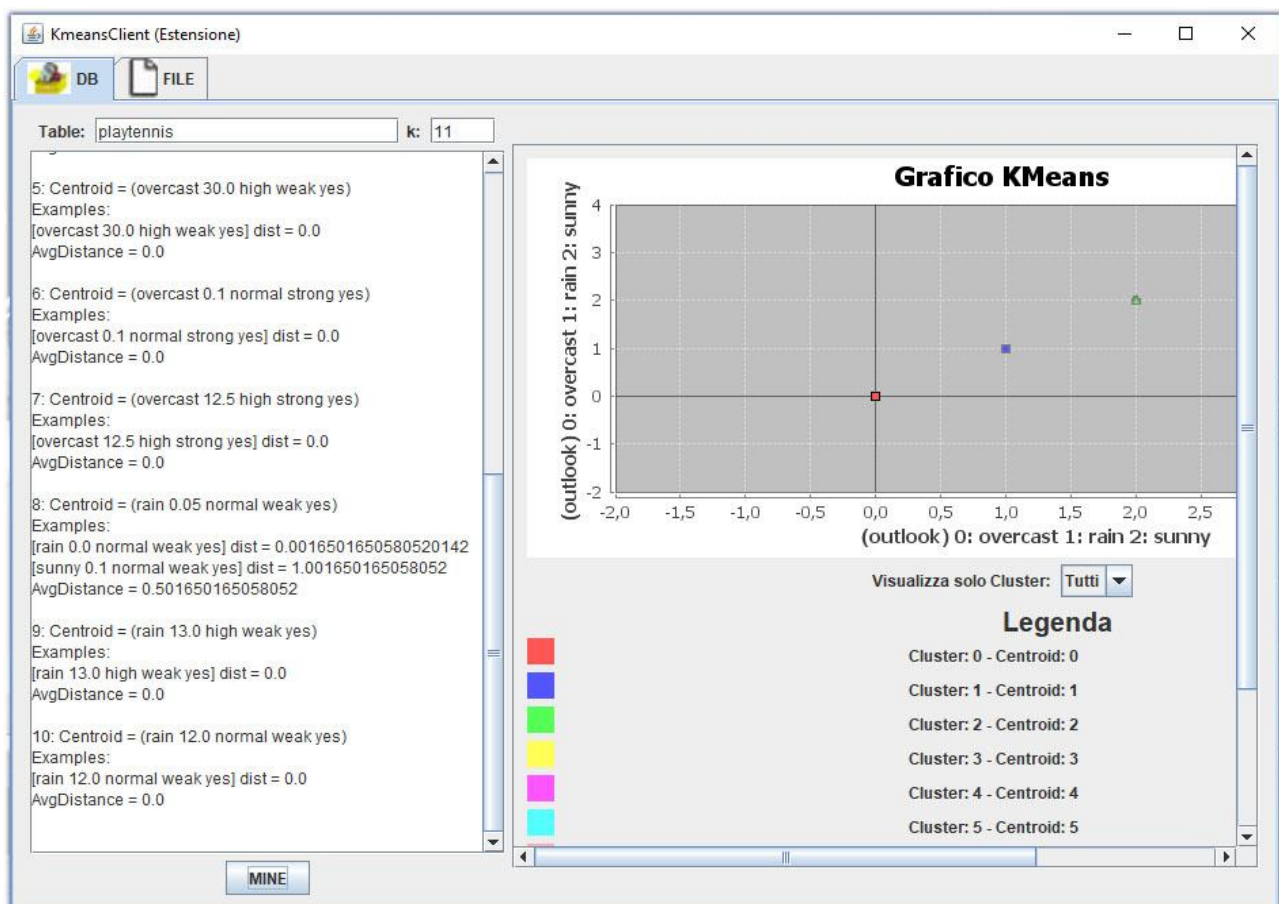 KmeansClient (Estensione)
DB
FILE
Table: playtennis k: 11
5: Centroid = (overcast 30.0 high weak yes)
Examples:
[overcast 30.0 high weak yes] dist = 0.0
AvgDistance = 0.0
6: Centroid = (overcast 0.1 normal strong yes)
Examples:
[overcast 0.1 normal strong yes] dist = 0.0
AvgDistance = 0.0
7: Centroid = (overcast 12.5 high strong yes)
Examples:
[overcast 12.5 high strong yes] dist = 0.0
AvgDistance = 0.0
8: Centroid = (rain 0.05 normal weak yes)
Examples:
[rain 0.0 normal weak yes] dist = 0.0016501650580520142
[sunny 0.1 normal weak yes] dist = 1.001650165058052
AvgDistance = 0.501650165058052
9: Centroid = (rain 13.0 high weak yes)
Examples:
[rain 13.0 high weak yes] dist = 0.0
AvgDistance = 0.0
10: Centroid = (rain 12.0 normal weak yes)
Examples:
[rain 12.0 normal weak yes] dist = 0.0
AvgDistance = 0.0
MINE
Grafico KMeans
(outlook) 0: overcast 1: rain 2: sunny
4
3
2
1
0
-1
-2
-2,0 -1,5 -1,0 -0,5 0,0 0,5 1,0 1,5 2,0 2,5
(outlook) 0: overcast 1: rain 2: sunny
Visualizza solo Cluster: Tutti
Legenda
Cluster: 0 - Centroid: 0
Cluster: 1 - Centroid: 1
Cluster: 2 - Centroid: 2
Cluster: 3 - Centroid: 3
Cluster: 4 - Centroid: 4
Cluster: 5 - Centroid: 5